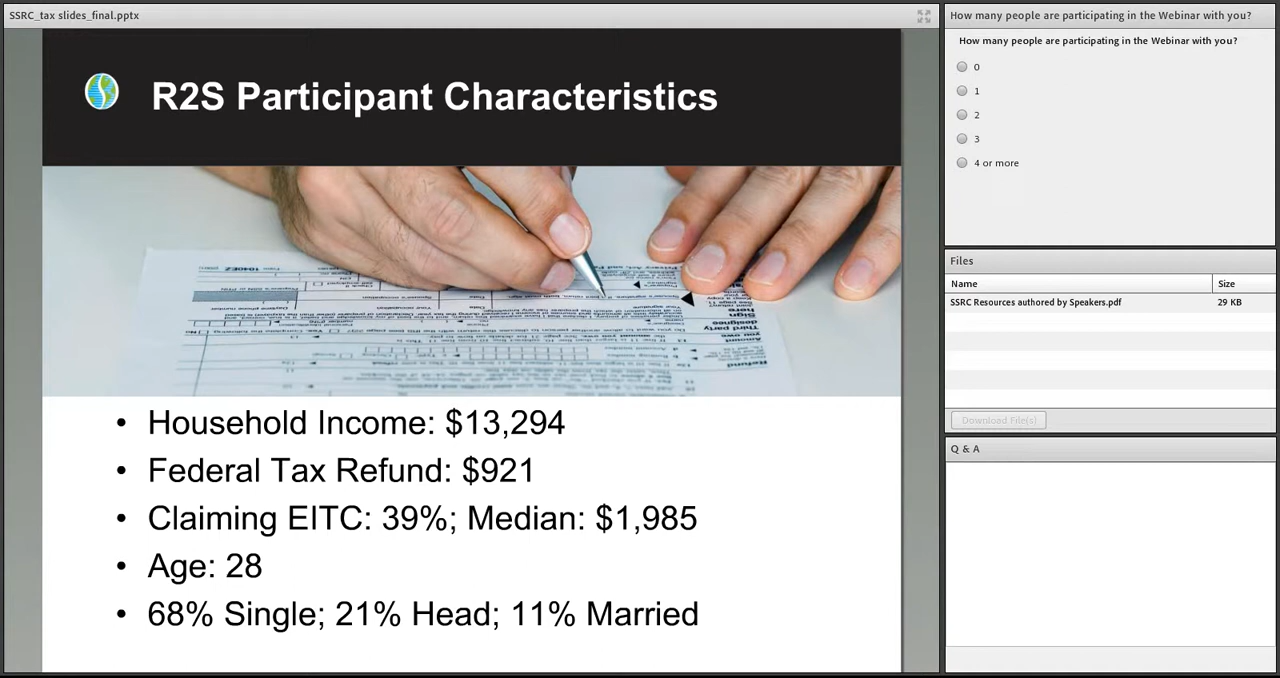 SSRC_tax slides_final.pptx
R2S Participant Characteristics
1040EZ
• Household Income: $13,294
• Federal Tax Refund: $921
• Claiming EITC: 39%; Median: $1,985
• Age: 28
• 68% Single; 21% Head; 11% Married
How many people are participating in the Webinar with you?
How many people are participating in the Webinar with you?
0
1
2
3
4 or more
Files
Name Size
SSRC Resources authored by Speakers.pdf 29 KB
Download File(s)
Q & A